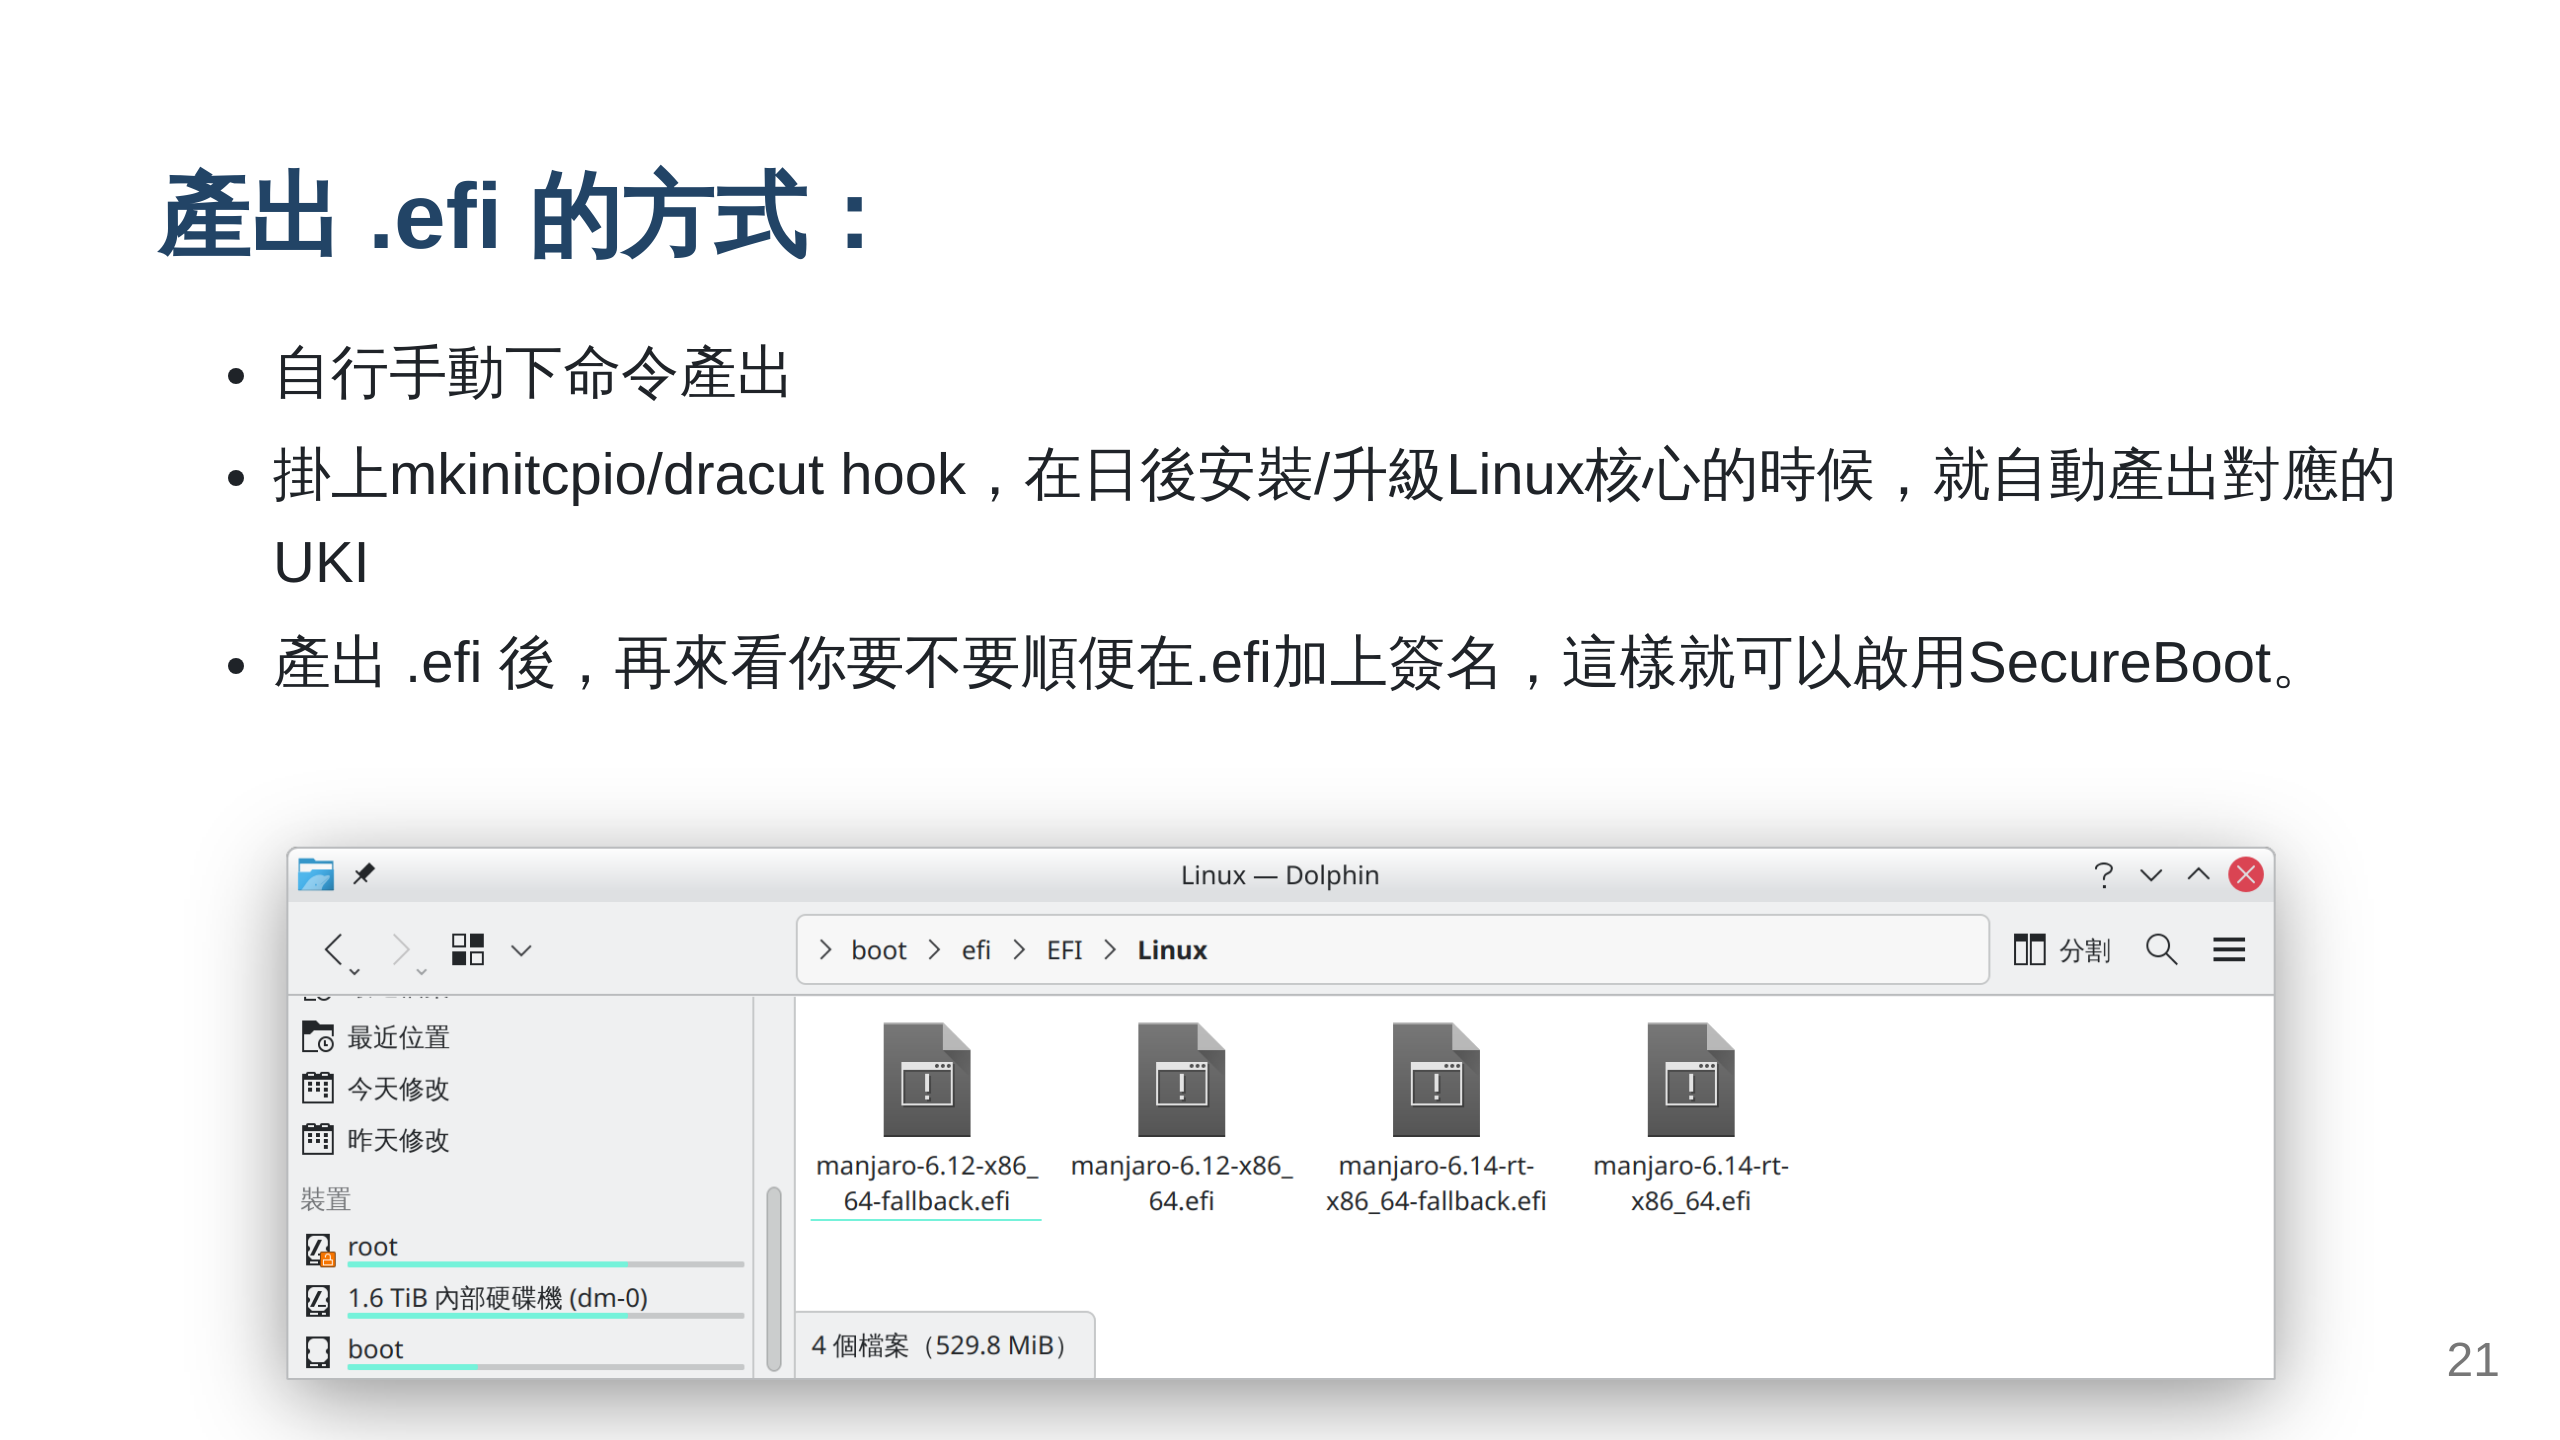 產出 .efi 的方式：
自行手動下命令產出
掛上mkinitcpio/dracut hook，在日後安裝/升級Linux核心的時候，就自動產出對應的
UKI
產出 .efi 後，再來看你要不要順便在.efi加上簽名，這樣就可以啟用SecureBoot。
Linux — Dolphin
boot efi EFI Linux
分割
最近位置
今天修改
昨天修改
裝置
root
1.6 TiB 內部硬碟機 (dm-0)
boot
manjaro-6.12-x86_
64-fallback.efi
manjaro-6.12-x86_
64.efi
manjaro-6.14-rt-
x86_64-fallback.efi
manjaro-6.14-rt-
x86_64.efi
4 個檔案（529.8 MiB）
21